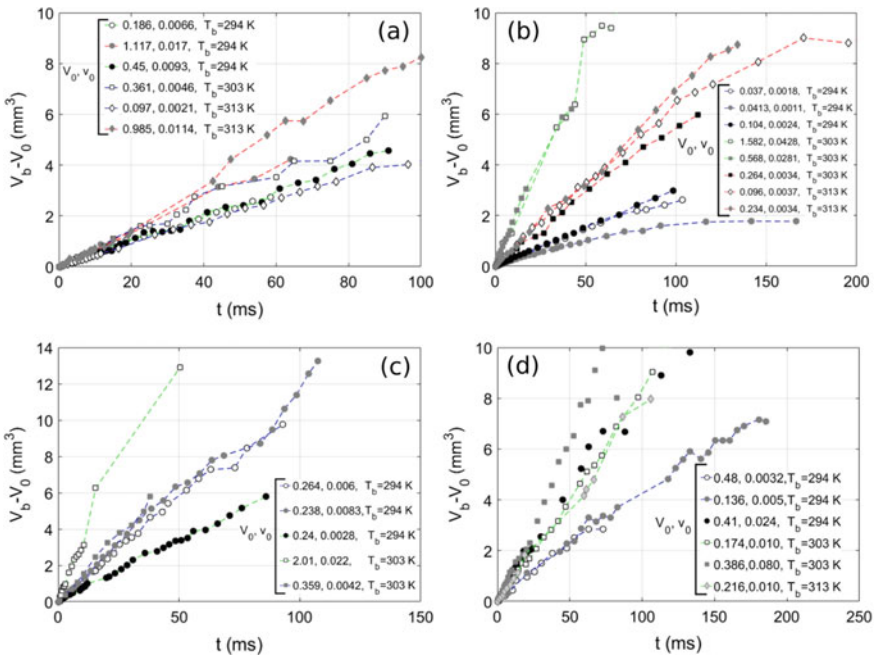 (a)
V_b-V_0 (mm³)
10
8
6
4
2
0
0 20 40 60 80 100
t (ms)
V_0, v_0
0.186, 0.0066, T_b=294 K
1.117, 0.017, T_b=294 K
0.45, 0.0093, T_b=294 K
0.361, 0.0046, T_b=303 K
0.097, 0.0021, T_b=313 K
0.985, 0.0114, T_b=313 K
(b)
V_b-V_0 (mm³)
10
8
6
4
2
0
0 50 100 150 200
t (ms)
V_0, v_0
0.037, 0.0018, T_b=294 K
0.0413, 0.0011, T_b=294 K
0.104, 0.0024, T_b=294 K
1.582, 0.0428, T_b=303 K
0.568, 0.0281, T_b=303 K
0.264, 0.0034, T_b=303 K
0.096, 0.0037, T_b=313 K
0.234, 0.0034, T_b=313 K
(c)
V_b-V_0 (mm³)
14
12
10
8
6
4
2
0
0 50 100 150
t (ms)
V_0, v_0
0.264, 0.006, T_b=294 K
0.238, 0.0083, T_b=294 K
0.24, 0.0028, T_b=294 K
2.01, 0.022, T_b=303 K
0.359, 0.0042, T_b=303 K
(d)
V_b-V_0 (mm³)
10
8
6
4
2
0
0 50 100 150 200 250
t (ms)
V_0, v_0
0.48, 0.0032, T_b=294 K
0.136, 0.005, T_b=294 K
0.41, 0.024, T_b=294 K
0.174, 0.010, T_b=303 K
0.386, 0.080, T_b=303 K
0.216, 0.010, T_b=313 K